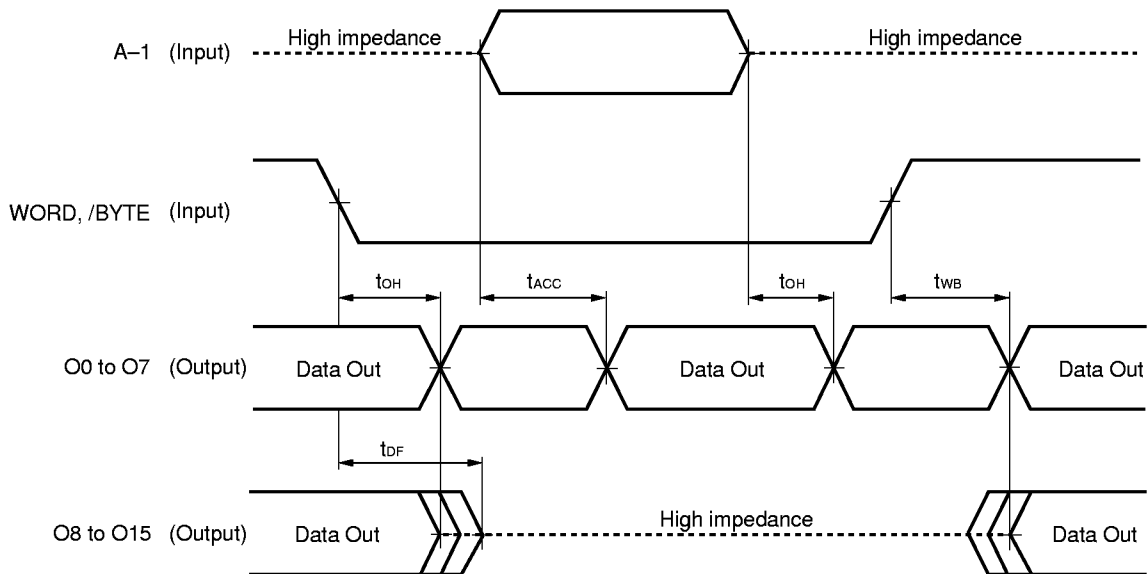 A–1 (Input) High impedance High impedance
WORD, /BYTE (Input)
tOH tACC tOH tWB
O0 to O7 (Output) Data Out Data Out Data Out
tDF
O8 to O15 (Output) Data Out High impedance Data Out